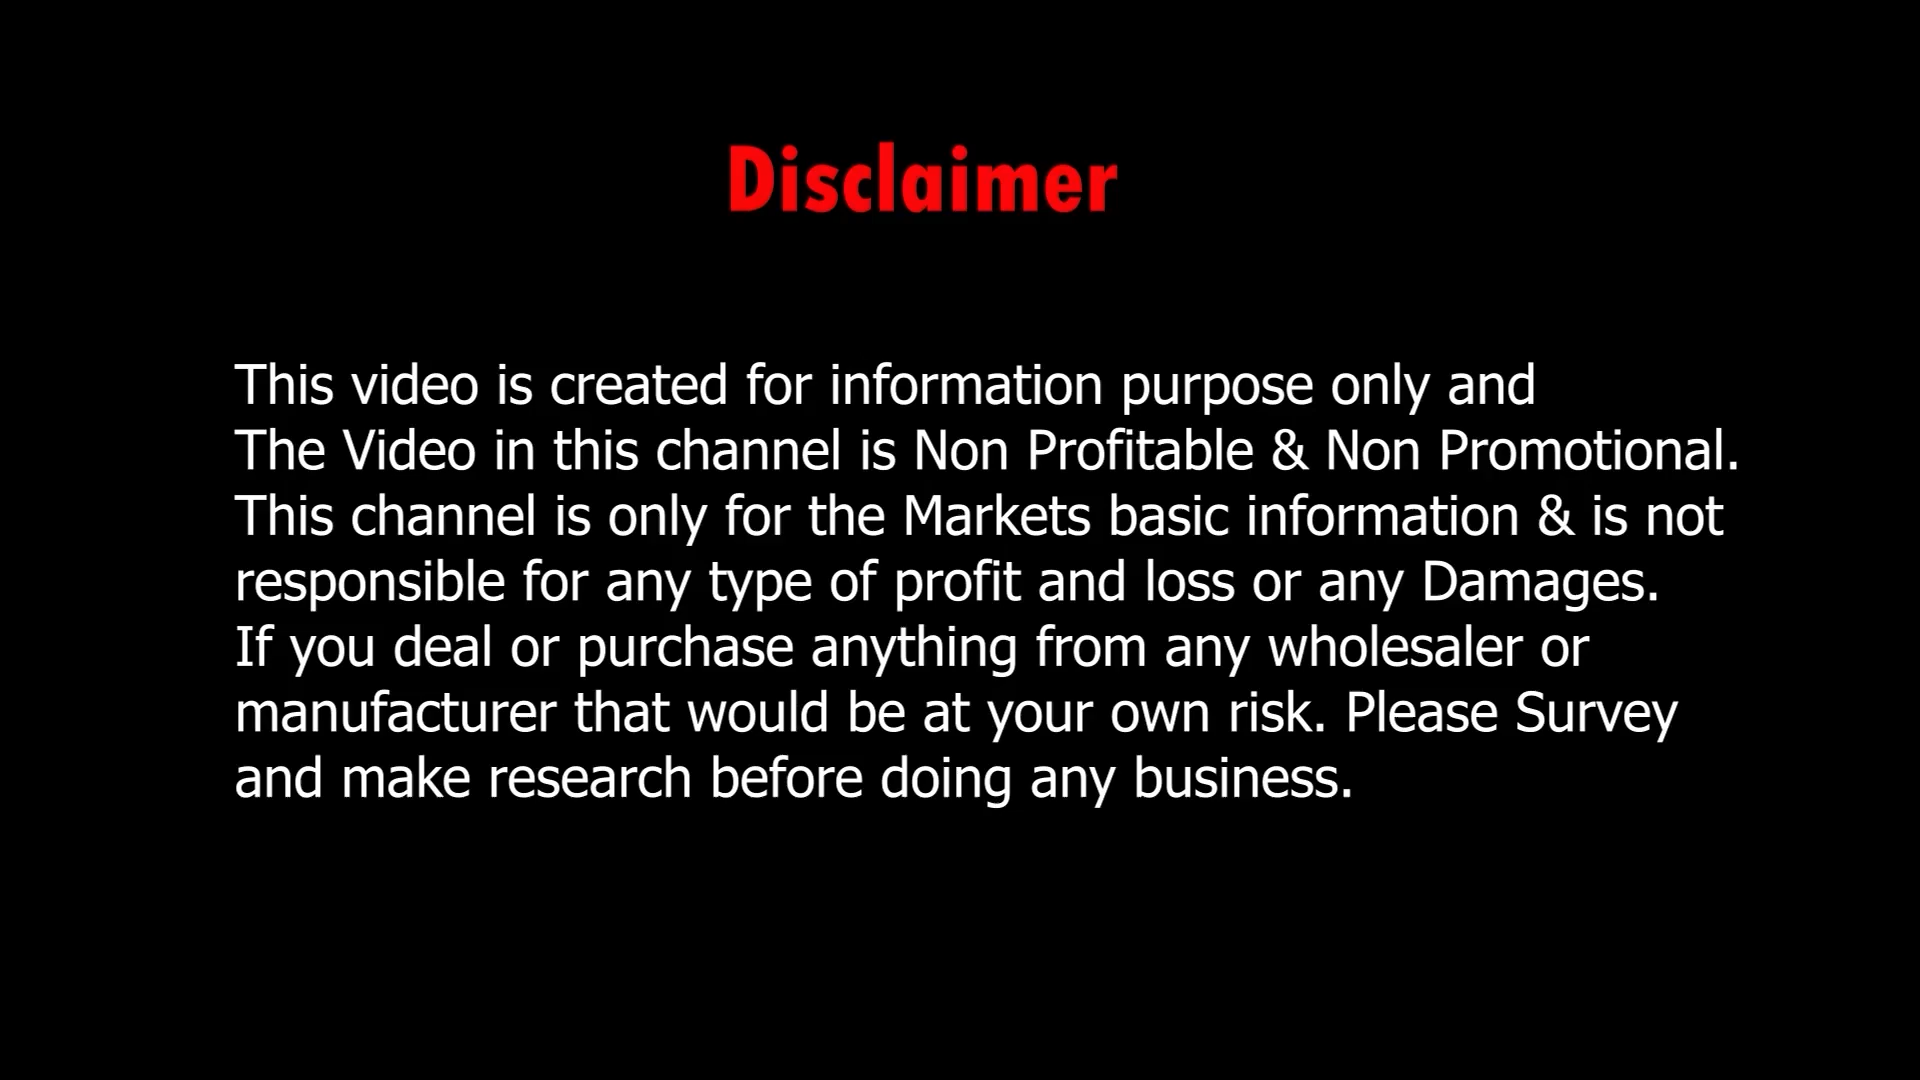 Disclaimer
This video is created for information purpose only and
The Video in this channel is Non Profitable & Non Promotional.
This channel is only for the Markets basic information & is not
responsible for any type of profit and loss or any Damages.
If you deal or purchase anything from any wholesaler or
manufacturer that would be at your own risk. Please Survey
and make research before doing any business.